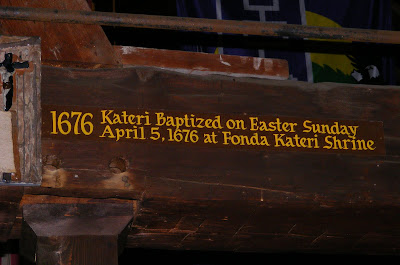 1676 Kateri Baptized on Easter Sunday
April 5, 1676 at Fonda Kateri Shrine